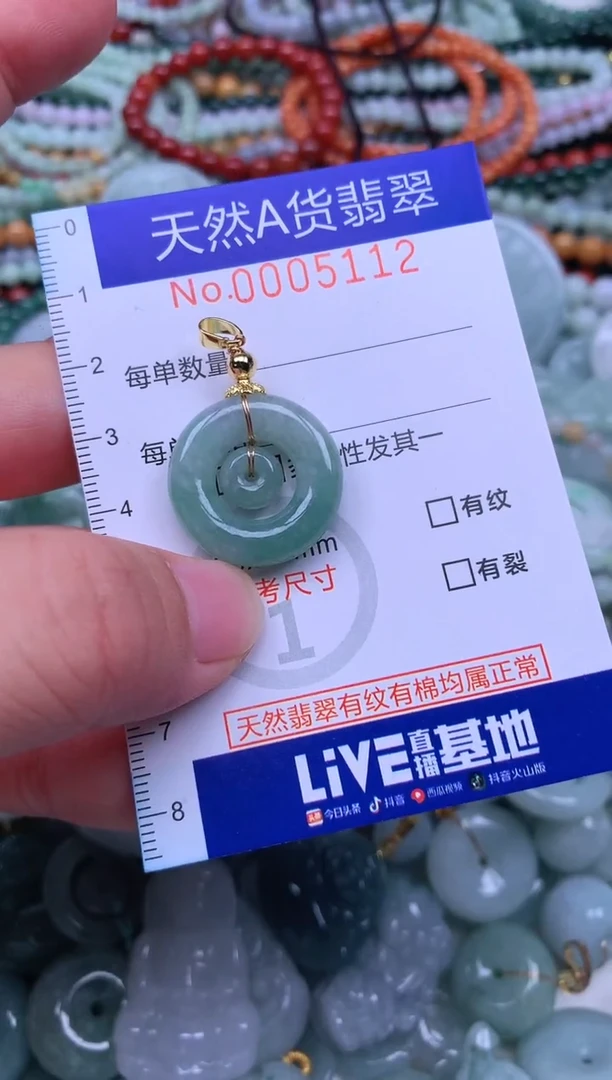 天然A货翡翠
No.0005112
0
1
每单数量
2
3
性发其一
4
有纹
mm
有裂
考尺寸
1
天然翡翠有纹有棉均属正常
7
LiVE直播基地
8
今日头条 抖音 西瓜视频 抖音火山版